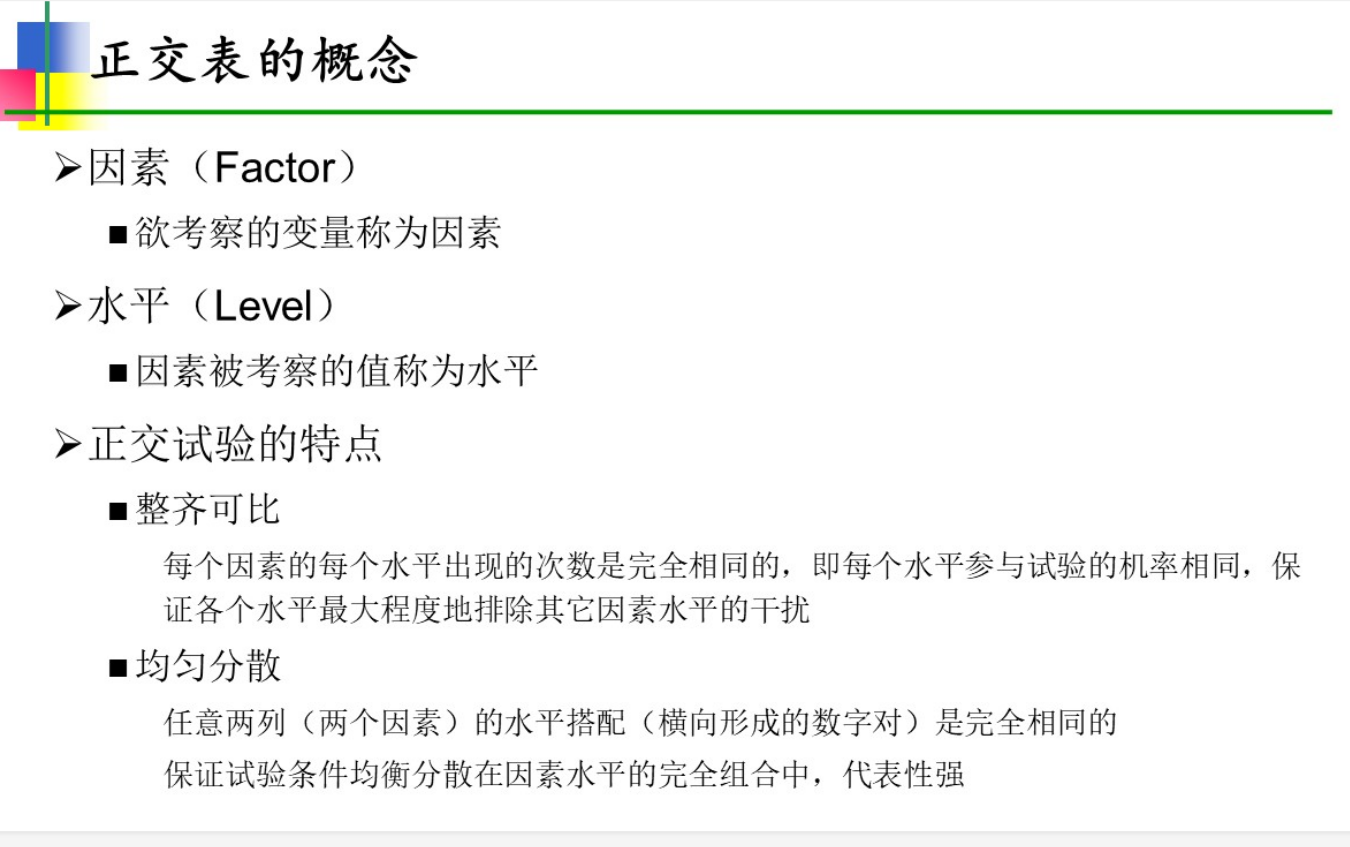 正交表的概念
➢因素（Factor）
■欲考察的变量称为因素
➢水平（Level）
■因素被考察的值称为水平
➢正交试验的特点
■整齐可比
每个因素的每个水平出现的次数是完全相同的，即每个水平参与试验的机率相同，保
证各个水平最大程度地排除其它因素水平的干扰
■均匀分散
任意两列（两个因素）的水平搭配（横向形成的数字对）是完全相同的
保证试验条件均衡分散在因素水平的完全组合中，代表性强